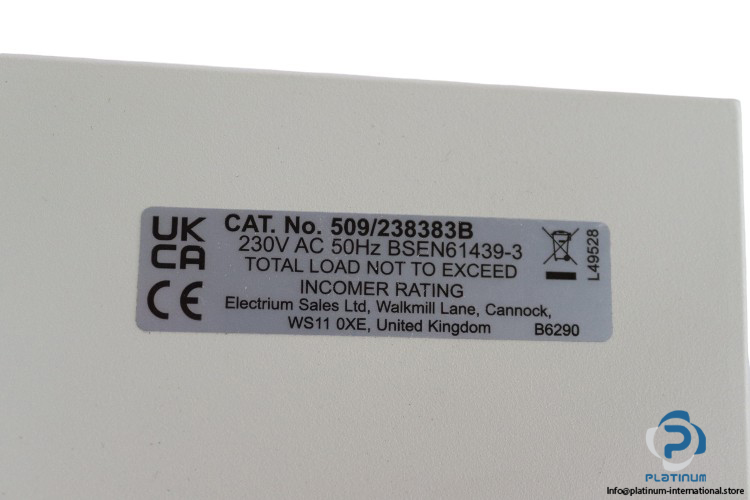 UK
CA
CE
CAT. No. 509/238383B
230V AC 50Hz BSEN61439-3
TOTAL LOAD NOT TO EXCEED
INCOMER RATING
Electrium Sales Ltd, Walkmill Lane, Cannock,
WS11 0XE, United Kingdom B6290
L49528
PLATINUM
Info@platinum-international.store